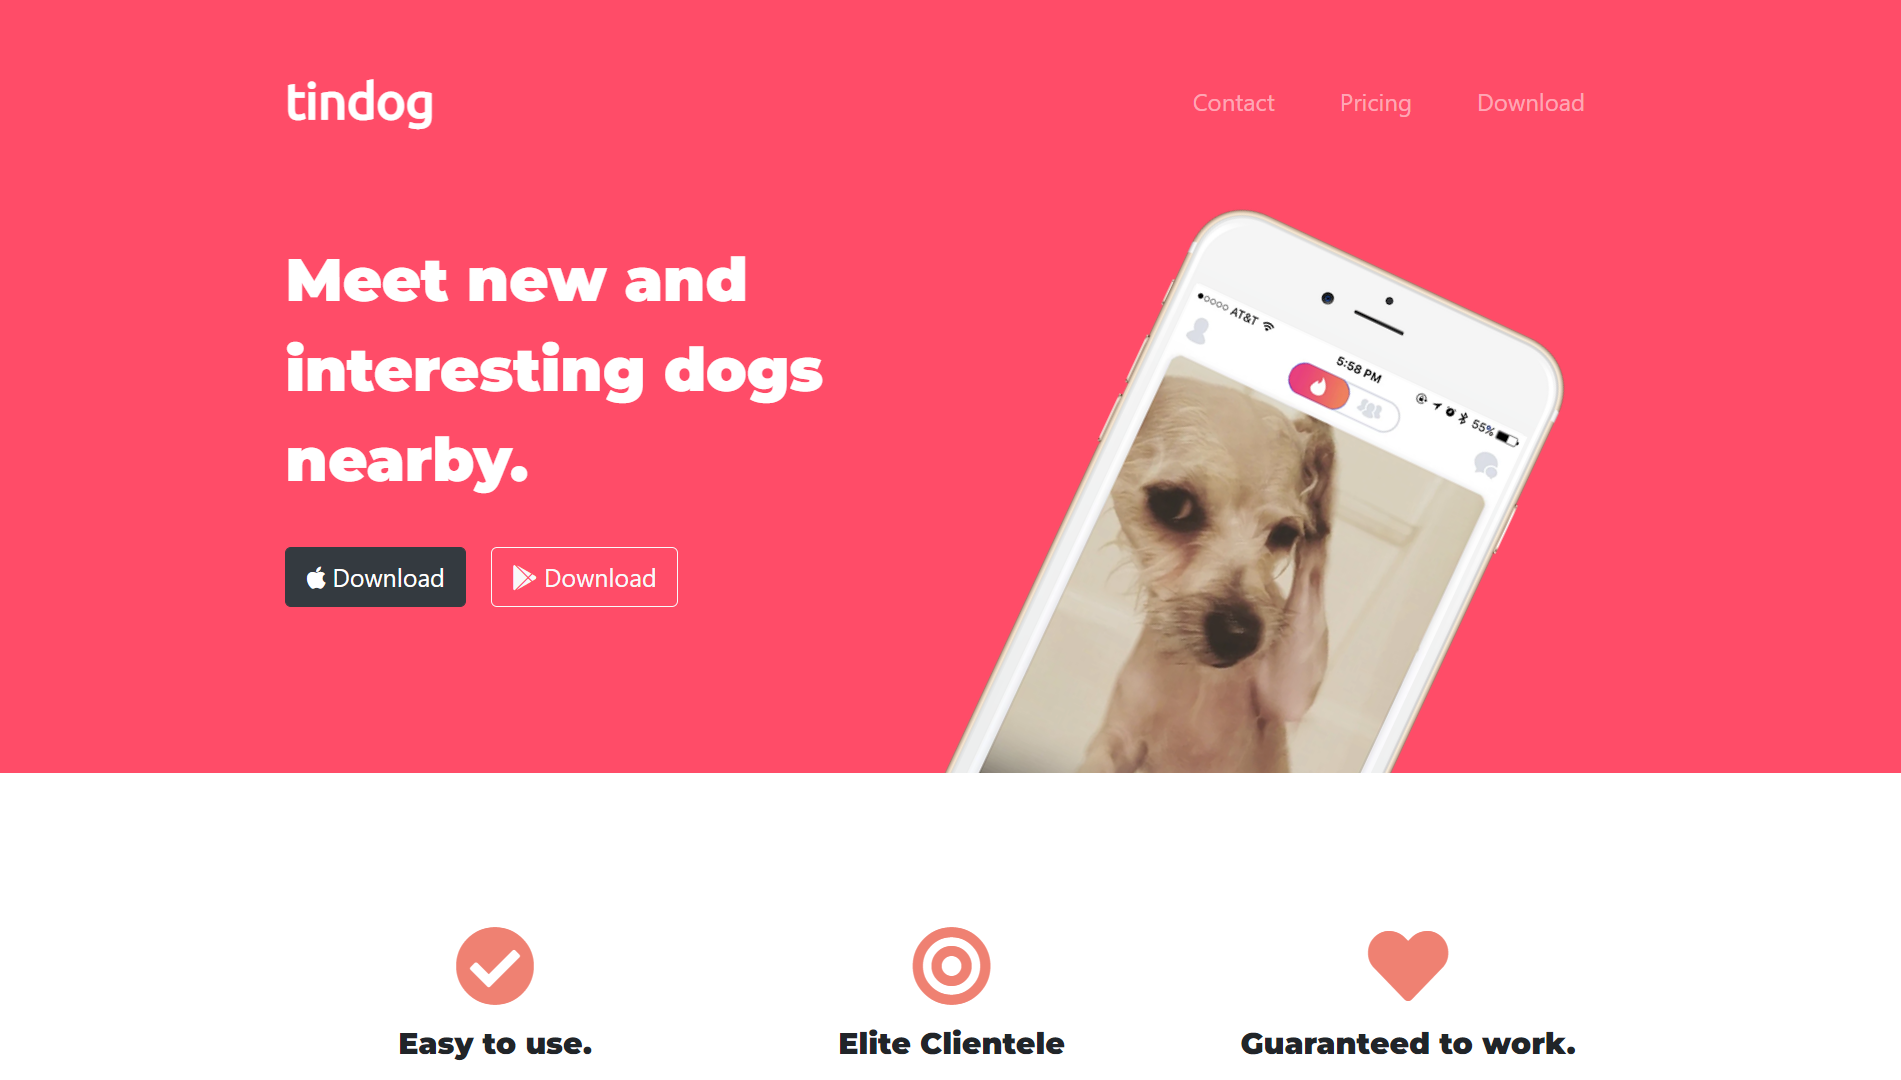 tindog
Contact Pricing Download
Meet new and
interesting dogs
nearby.
Download Download
AT&T
5:58 PM
55%
Easy to use. Elite Clientele Guaranteed to work.